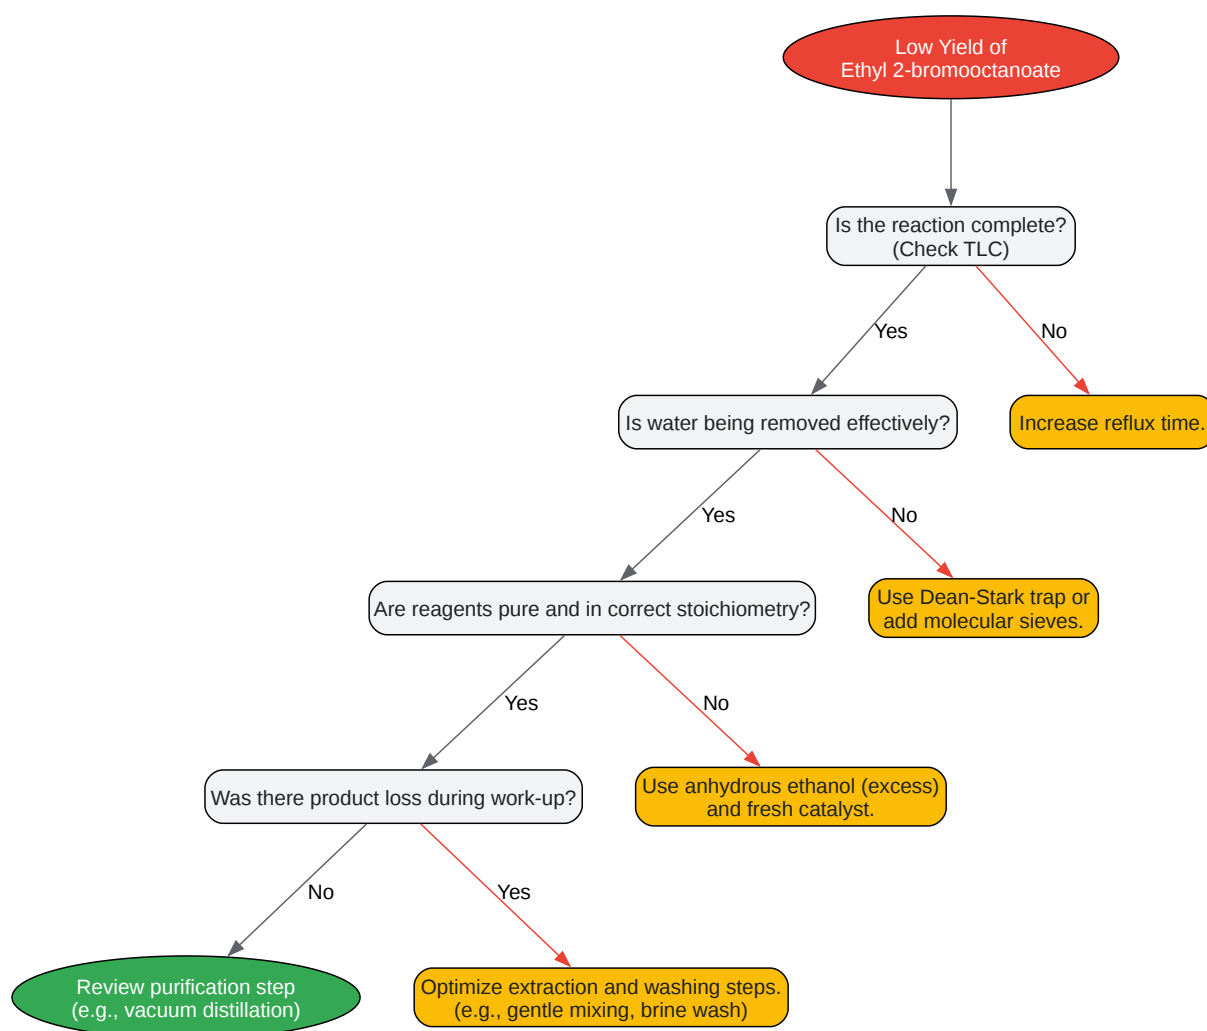 Low Yield of
Ethyl 2-bromooctanoate
Is the reaction complete?
(Check TLC)
Yes
No
Is water being removed effectively?
Increase reflux time.
Yes
No
Are reagents pure and in correct stoichiometry?
Use Dean-Stark trap or
add molecular sieves.
Yes
No
Was there product loss during work-up?
Use anhydrous ethanol (excess)
and fresh catalyst.
No
Yes
Review purification step
(e.g., vacuum distillation)
Optimize extraction and washing steps.
(e.g., gentle mixing, brine wash)